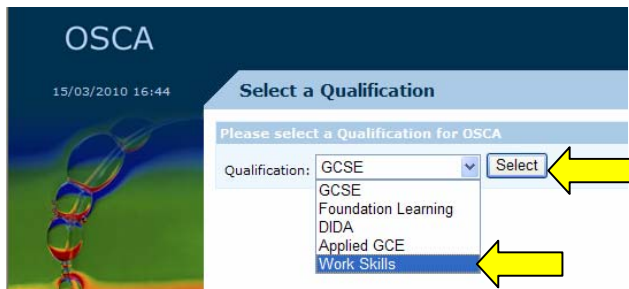 OSCA
15/03/2010 16:44
Select a Qualification
Please select a Qualification for OSCA
Qualification: GCSE Select
GCSE
Foundation Learning
DIDA
Applied GCE
Work Skills